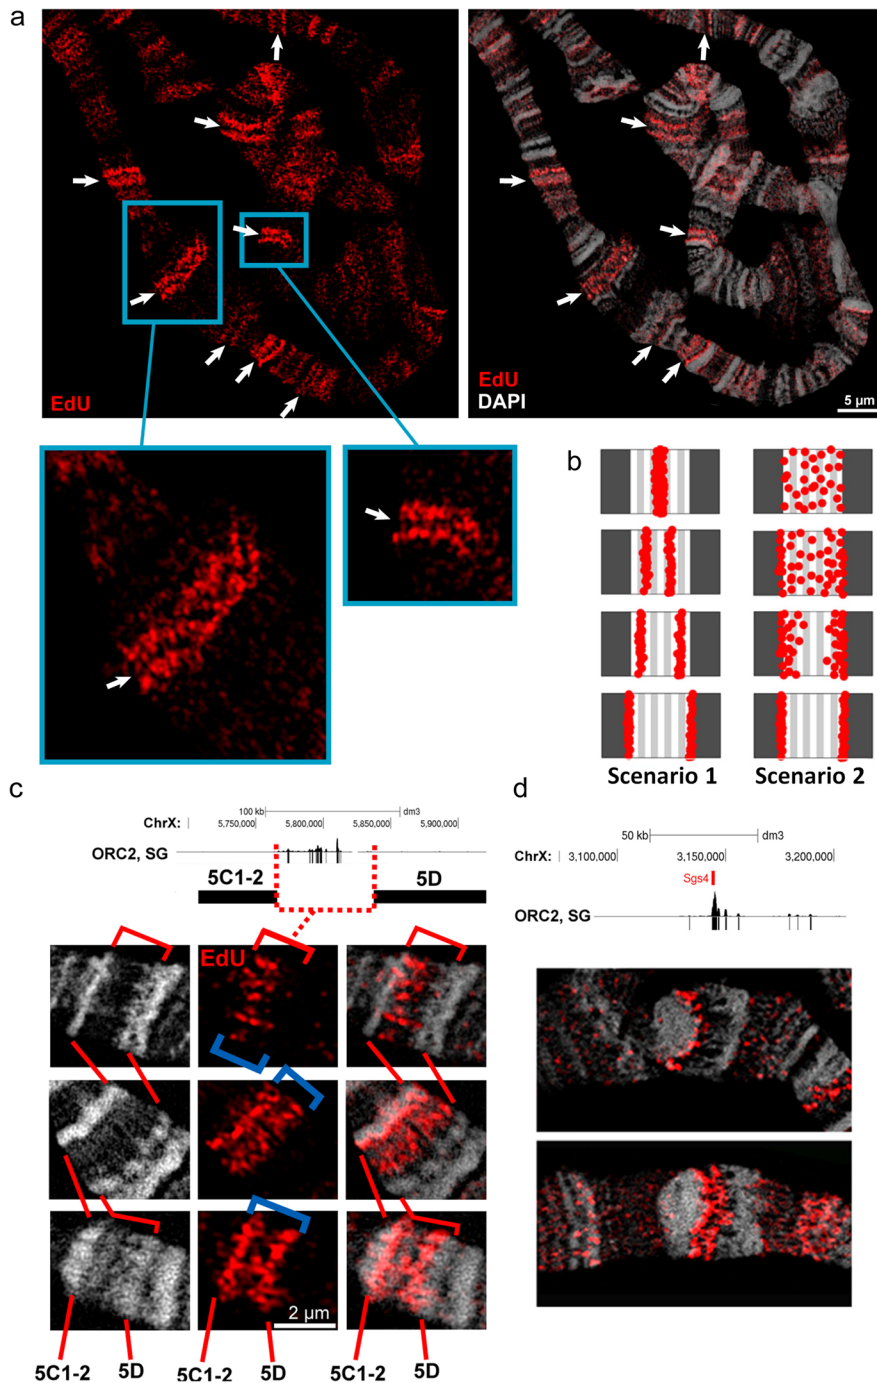 a
EdU
EdU
DAPI
5 μm
b
Scenario 1
Scenario 2
c
100 kb
dm3
ChrX:
5,750,000
5,800,000
5,850,000
5,900,000
ORC2, SG
5C1-2
5D
EdU
2 μm
5C1-2
5D
5C1-2
5D
5C1-2
5D
d
50 kb
dm3
ChrX:
3,100,000
3,150,000
3,200,000
Sgs4
ORC2, SG